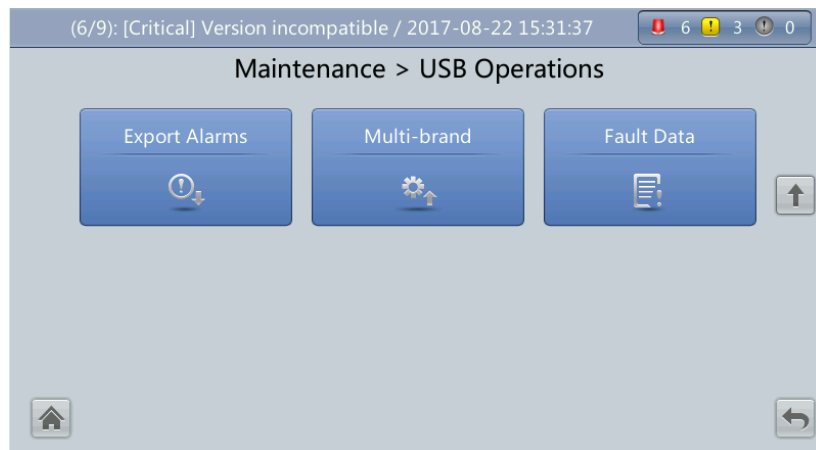 (6/9): [Critical] Version incompatible / 2017-08-22 15:31:37 6 3 0
Maintenance > USB Operations
Export Alarms Multi-brand Fault Data